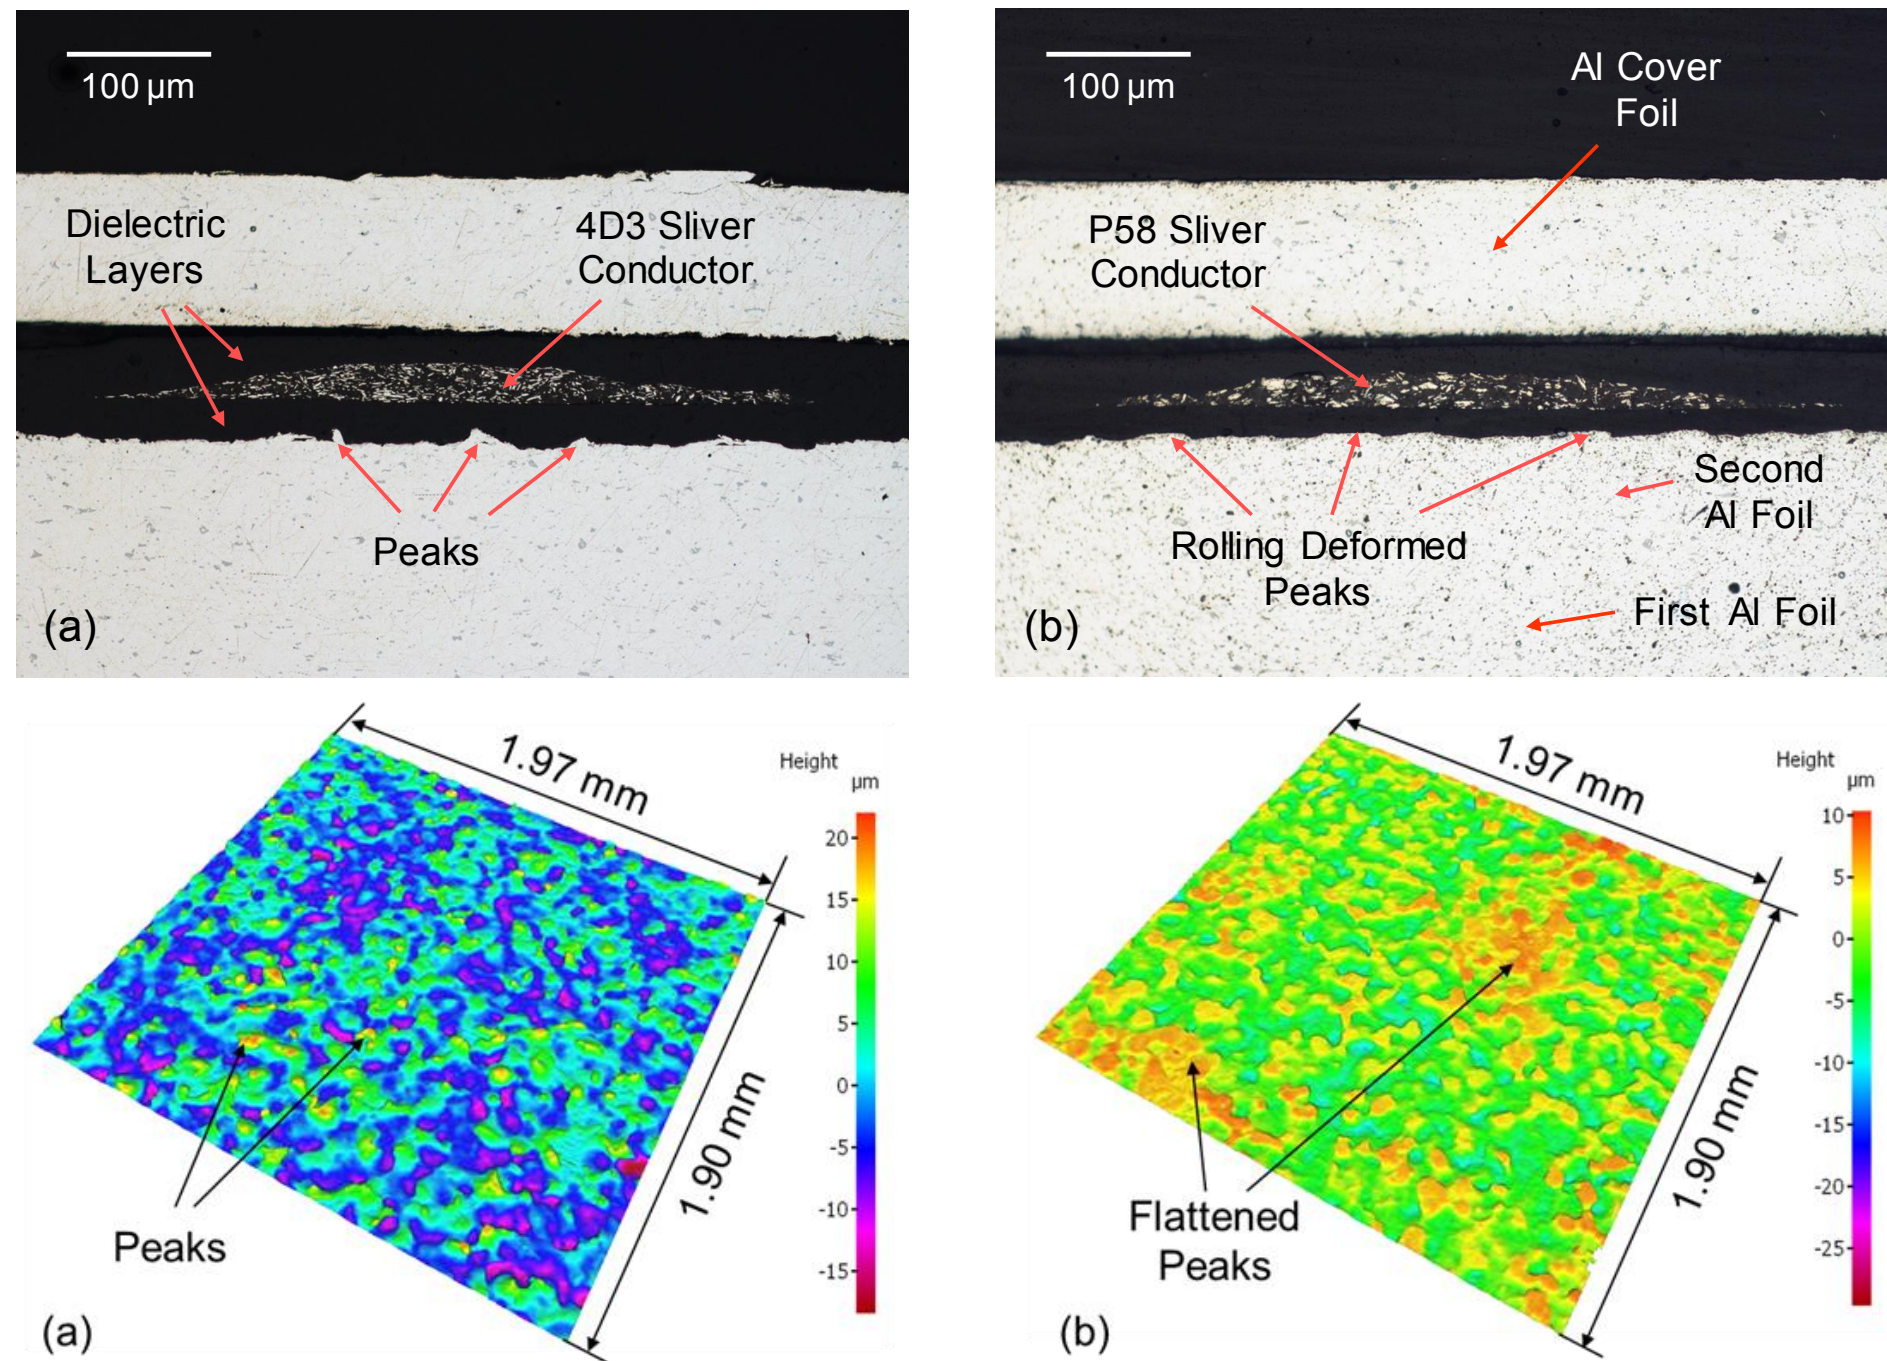 100 µm
Dielectric
Layers
4D3 Sliver
Conductor
Peaks
(a)
100 µm
Al Cover
Foil
P58 Sliver
Conductor
Second
Al Foil
Rolling Deformed
Peaks
First Al Foil
(b)
1.97 mm
Height
µm
20
15
10
5
0
-5
-10
-15
1.90 mm
Peaks
(a)
1.97 mm
Height
µm
10
5
0
-5
-10
-15
-20
-25
1.90 mm
Flattened
Peaks
(b)